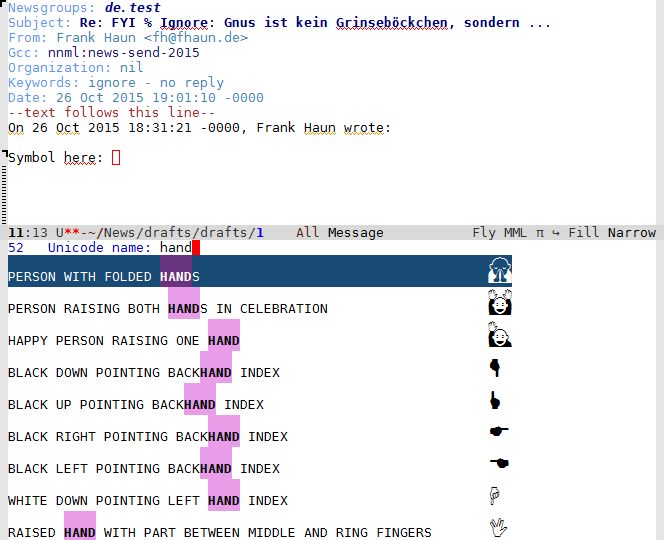 Newsgroups: de.test
Subject: Re: FYI % Ignore: Gnus ist kein Grinseböckchen, sondern ...
From: Frank Haun <fh@fhaun.de>
Gcc: nnml:news-send-2015
Organization: nil
Keywords: ignore - no reply
Date: 26 Oct 2015 19:01:10 -0000
--text follows this line--
On 26 Oct 2015 18:31:21 -0000, Frank Haun wrote:
Symbol here:
11:13 U**-~/News/drafts/drafts/1 All Message Fly MML π ↪ Fill Narrow
52 Unicode name: hand
PERSON WITH FOLDED HANDS 🙏
PERSON RAISING BOTH HANDS IN CELEBRATION 🙌
HAPPY PERSON RAISING ONE HAND 🙋
BLACK DOWN POINTING BACKHAND INDEX 🖣
BLACK UP POINTING BACKHAND INDEX 🖢
BLACK RIGHT POINTING BACKHAND INDEX 🖝
BLACK LEFT POINTING BACKHAND INDEX 🖜
WHITE DOWN POINTING LEFT HAND INDEX 🖗
RAISED HAND WITH PART BETWEEN MIDDLE AND RING FINGERS 🖖